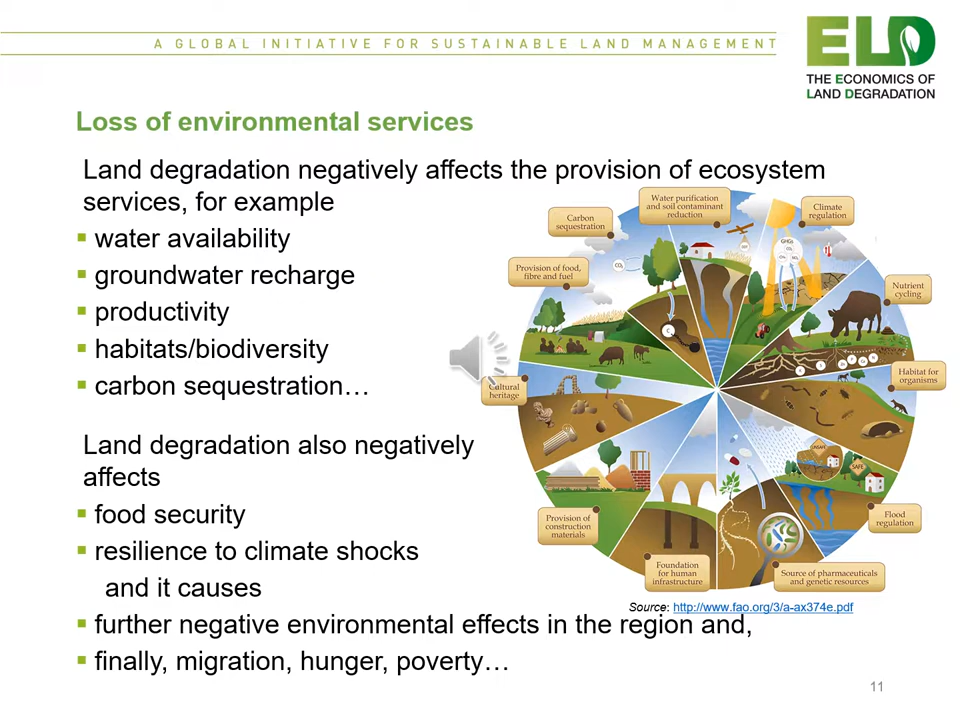 A GLOBAL INITIATIVE FOR SUSTAINABLE LAND MANAGEMENT
ELD
THE ECONOMICS OF
LAND DEGRADATION
Loss of environmental services
Land degradation negatively affects the provision of ecosystem
services, for example
▪ water availability
▪ groundwater recharge
▪ productivity
▪ habitats/biodiversity
▪ carbon sequestration…
Land degradation also negatively
affects
▪ food security
▪ resilience to climate shocks
and it causes
▪ further negative environmental effects in the region and,
▪ finally, migration, hunger, poverty…
Water purification
and soil contaminant
reduction
Climate
regulation
Carbon
sequestration
Provision of food,
fibre and fuel
Nutrient
cycling
Habitat for
organisms
Cultural
heritage
Flood
regulation
Provision of
construction
materials
Foundation
for human
infrastructure
Source of pharmaceuticals
and genetic resources
GHGs
CO₂
UNSAFE
SAFE
Source: http://www.fao.org/3/a-ax374e.pdf
11